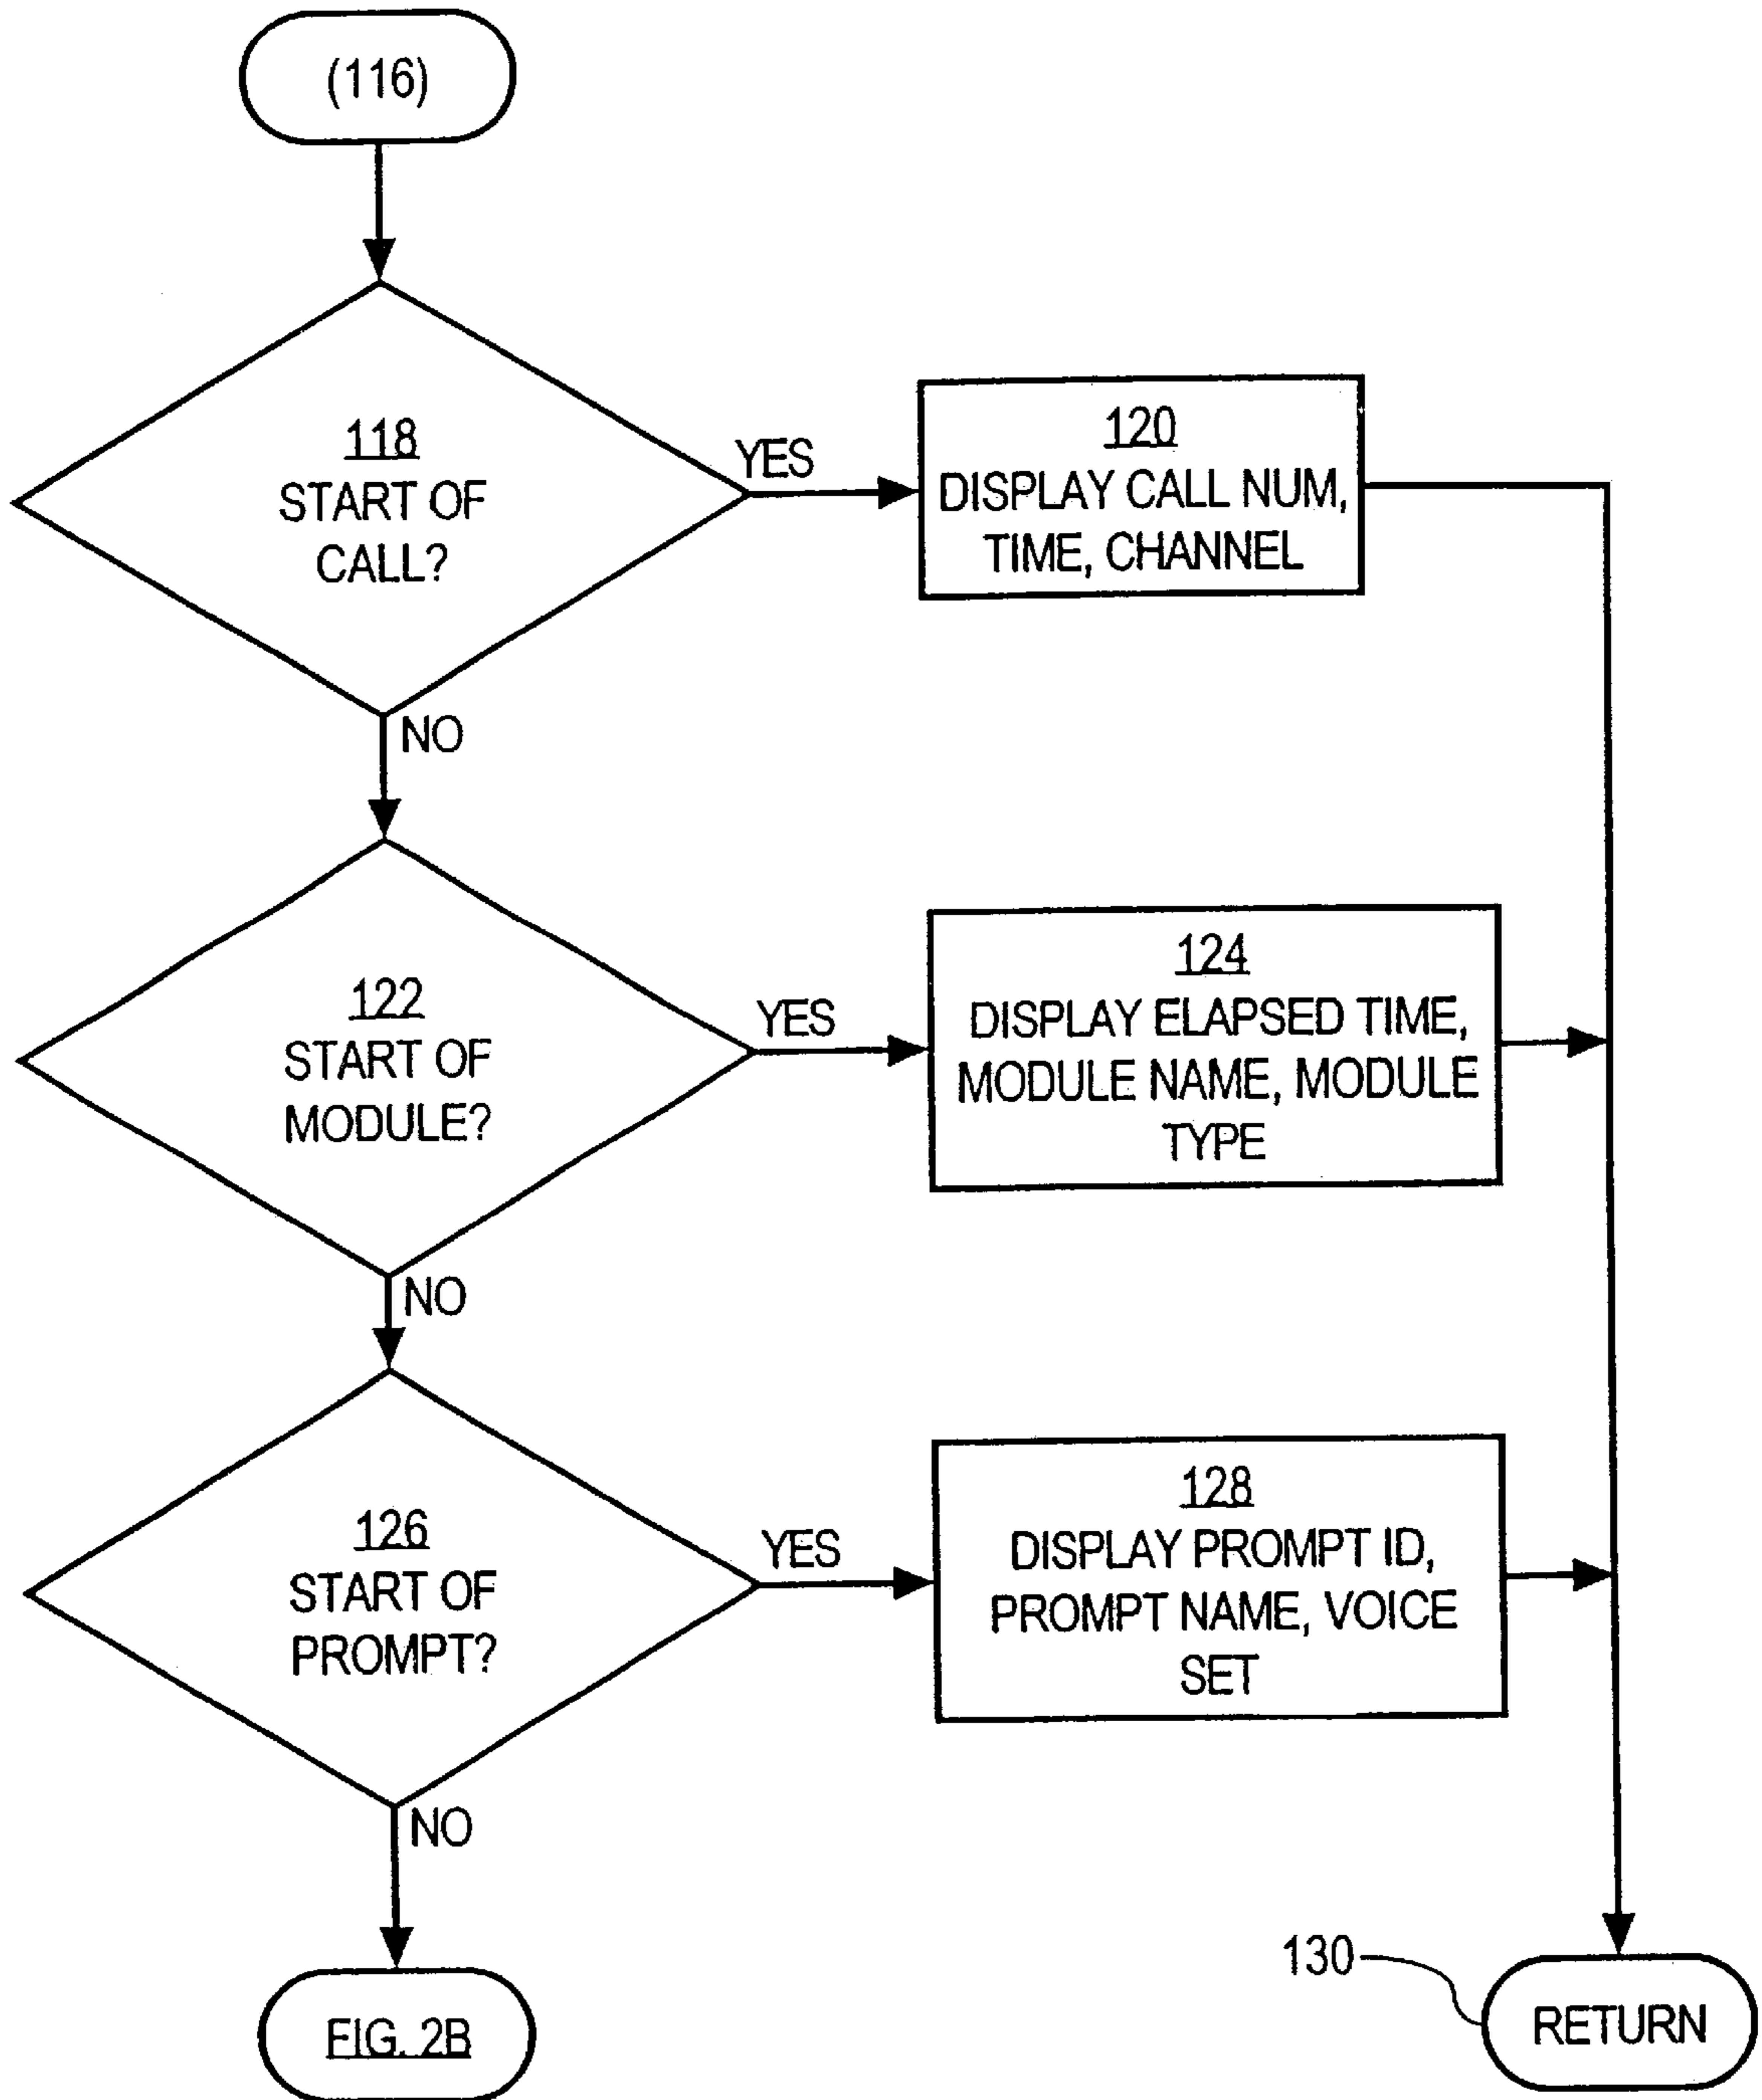 (116)
118
START OF
CALL?
YES
120
DISPLAY CALL NUM,
TIME, CHANNEL
NO
122
START OF
MODULE?
YES
124
DISPLAY ELAPSED TIME,
MODULE NAME, MODULE
TYPE
NO
126
START OF
PROMPT?
YES
128
DISPLAY PROMPT ID,
PROMPT NAME, VOICE
SET
NO
FIG. 2B
130
RETURN